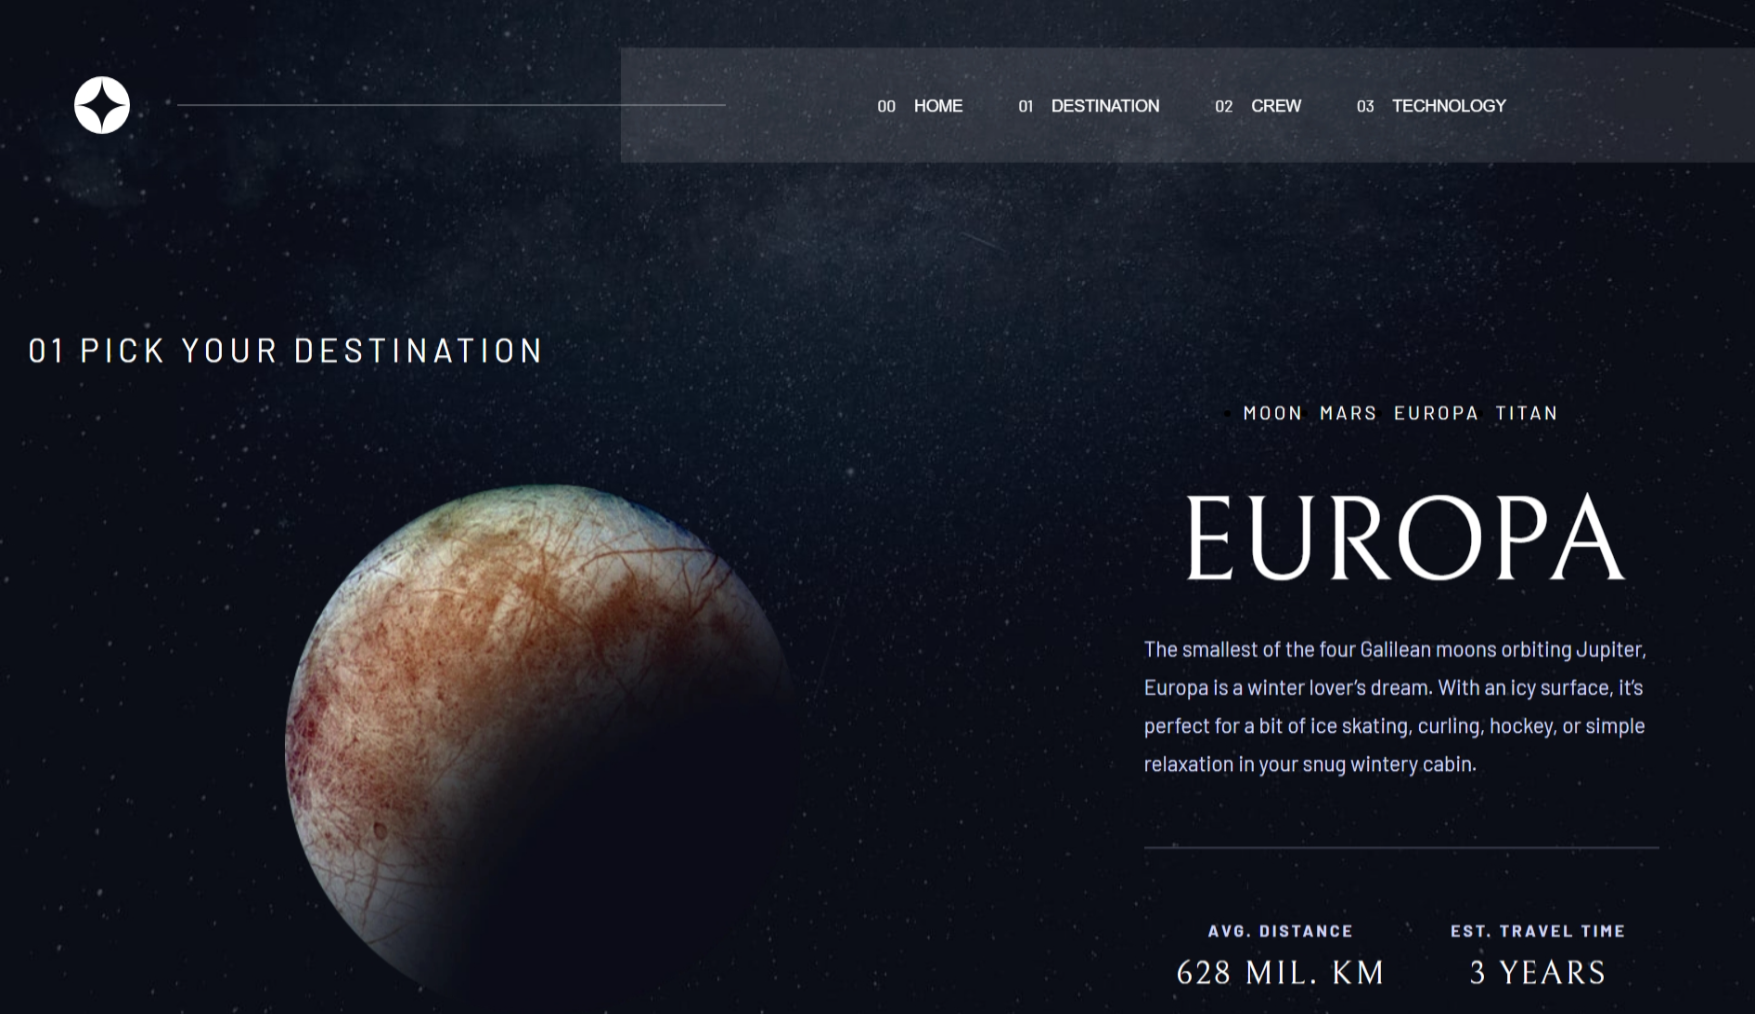 00 HOME 01 DESTINATION 02 CREW 03 TECHNOLOGY
01 PICK YOUR DESTINATION
MOON MARS EUROPA TITAN
EUROPA
The smallest of the four Galilean moons orbiting Jupiter,
Europa is a winter lover’s dream. With an icy surface, it’s
perfect for a bit of ice skating, curling, hockey, or simple
relaxation in your snug wintery cabin.
AVG. DISTANCE EST. TRAVEL TIME
628 MIL. KM 3 YEARS